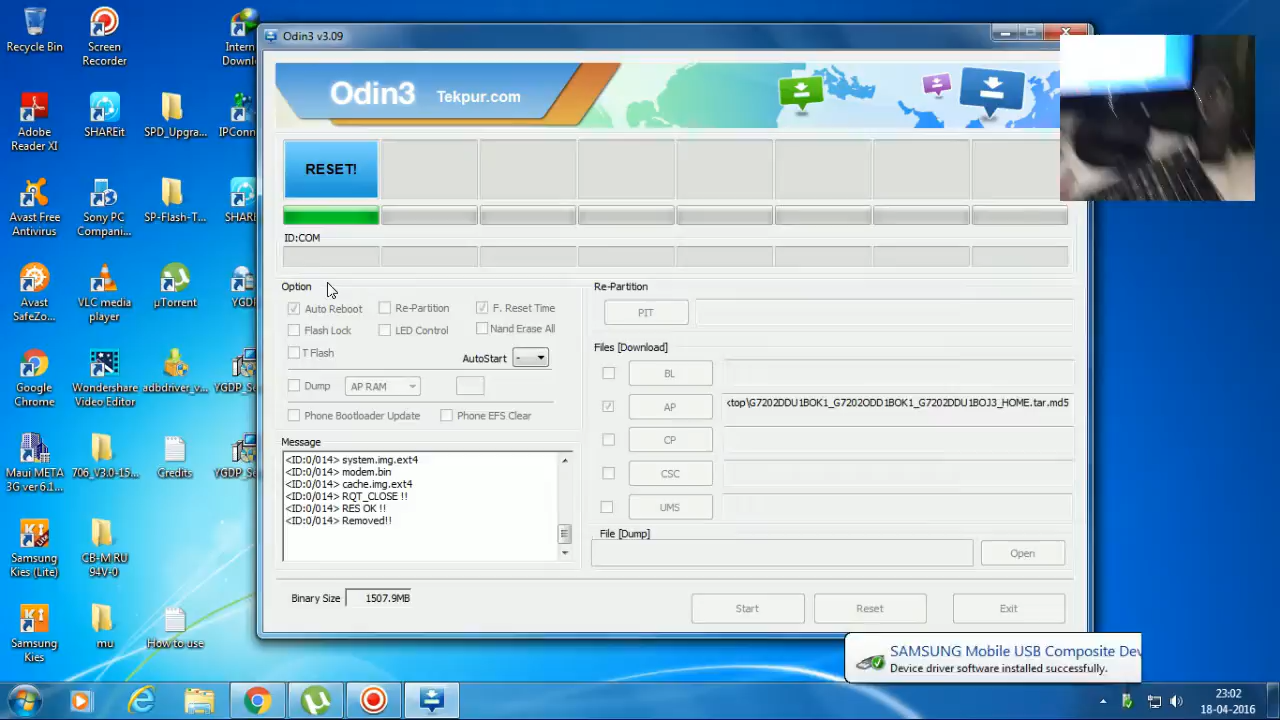 Odin3 v3.09
Recycle Bin
Screen Recorder
Intern
Downl
Adobe Reader XI
SHAREit
SPD_Upgra...
IPConn
Avast Free Antivirus
Sony PC Compani...
SP-Flash-T...
SHAR
Avast SafeZo...
VLC media player
µTorrent
YGD
Google Chrome
Wondershare Video Editor
adbdriver_v...
YGDP_Se
Maui META 3G ver 6.1...
706_V3.0-15...
Credits
YGDP_Se
Samsung Kies (Lite)
CB-M RU 94V-0
Samsung Kies
mu
How to use
Odin3 Tekpur.com
RESET!
ID:COM
Option
Auto Reboot
Re-Partition
F. Reset Time
Flash Lock
LED Control
Nand Erase All
T Flash
AutoStart -
Dump
AP RAM
Phone Bootloader Update
Phone EFS Clear
Message
<ID:0/014> system.img.ext4
<ID:0/014> modem.bin
<ID:0/014> cache.img.ext4
<ID:0/014> RQT_CLOSE !!
<ID:0/014> RES OK !!
<ID:0/014> Removed!!
Binary Size 1507.9MB
Re-Partition
PIT
Files [Download]
BL
AP
ktop\G7202DDU1BOK1_G7202ODD1BOK1_G7202DDU1BOJ3_HOME.tar.md5
CP
CSC
UMS
File [Dump]
Open
Start
Reset
Exit
SAMSUNG Mobile USB Composite Dev
Device driver software installed successfully.
23:02
18-04-2016